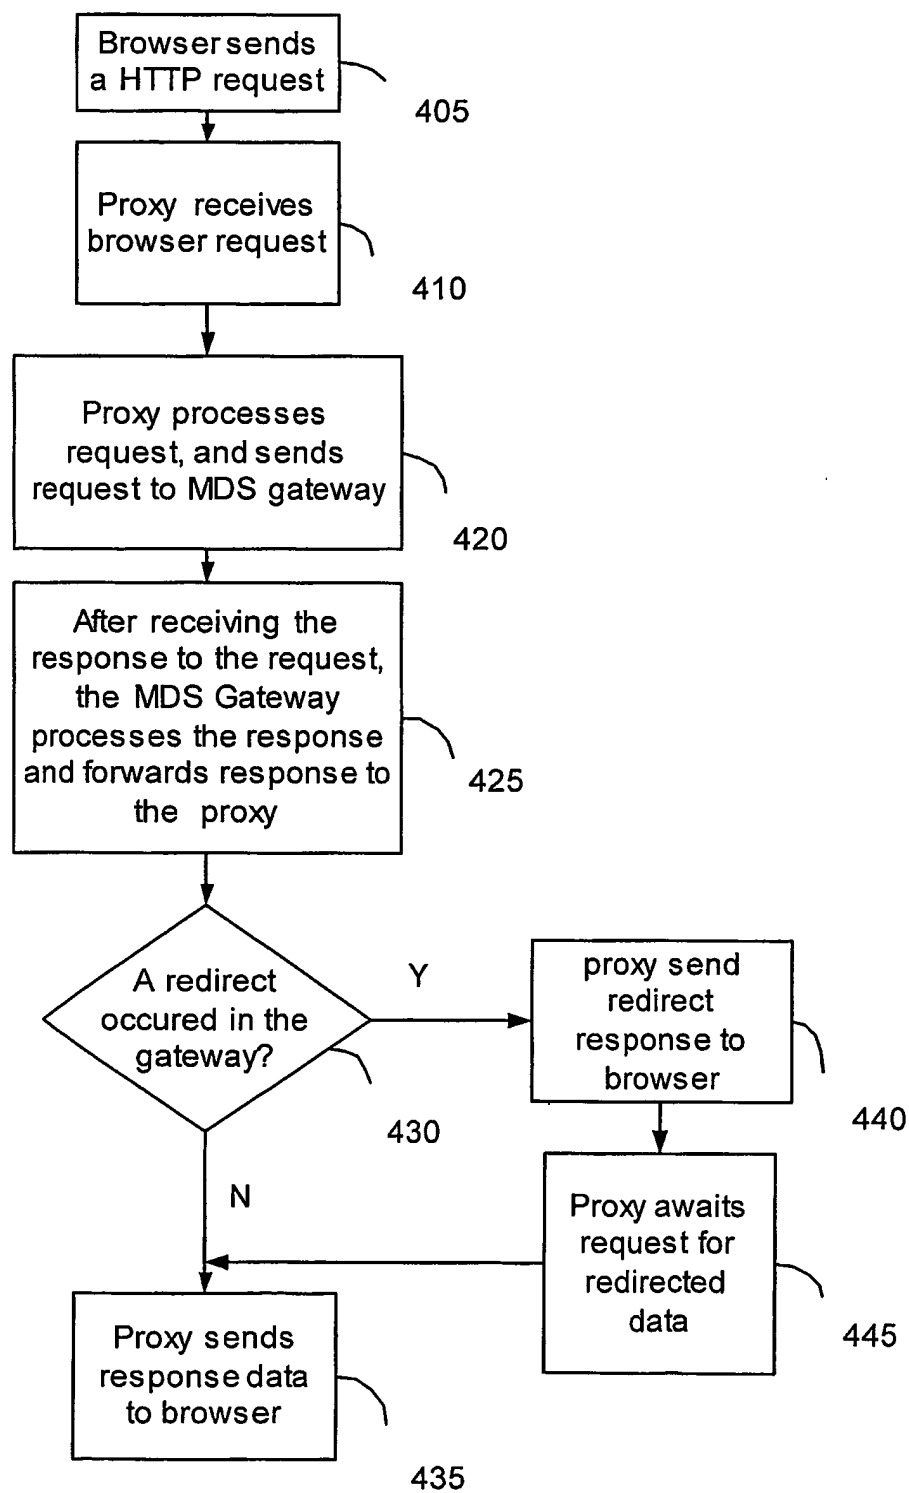 Browser sends
a HTTP request
405
Proxy receives
browser request
410
Proxy processes
request, and sends
request to MDS gateway
420
After receiving the
response to the request,
the MDS Gateway
processes the response
and forwards response to
the proxy
425
A redirect
occured in the
gateway?
430
Y
proxy send
redirect
response to
browser
440
N
Proxy awaits
request for
redirected
data
445
Proxy sends
response data
to browser
435